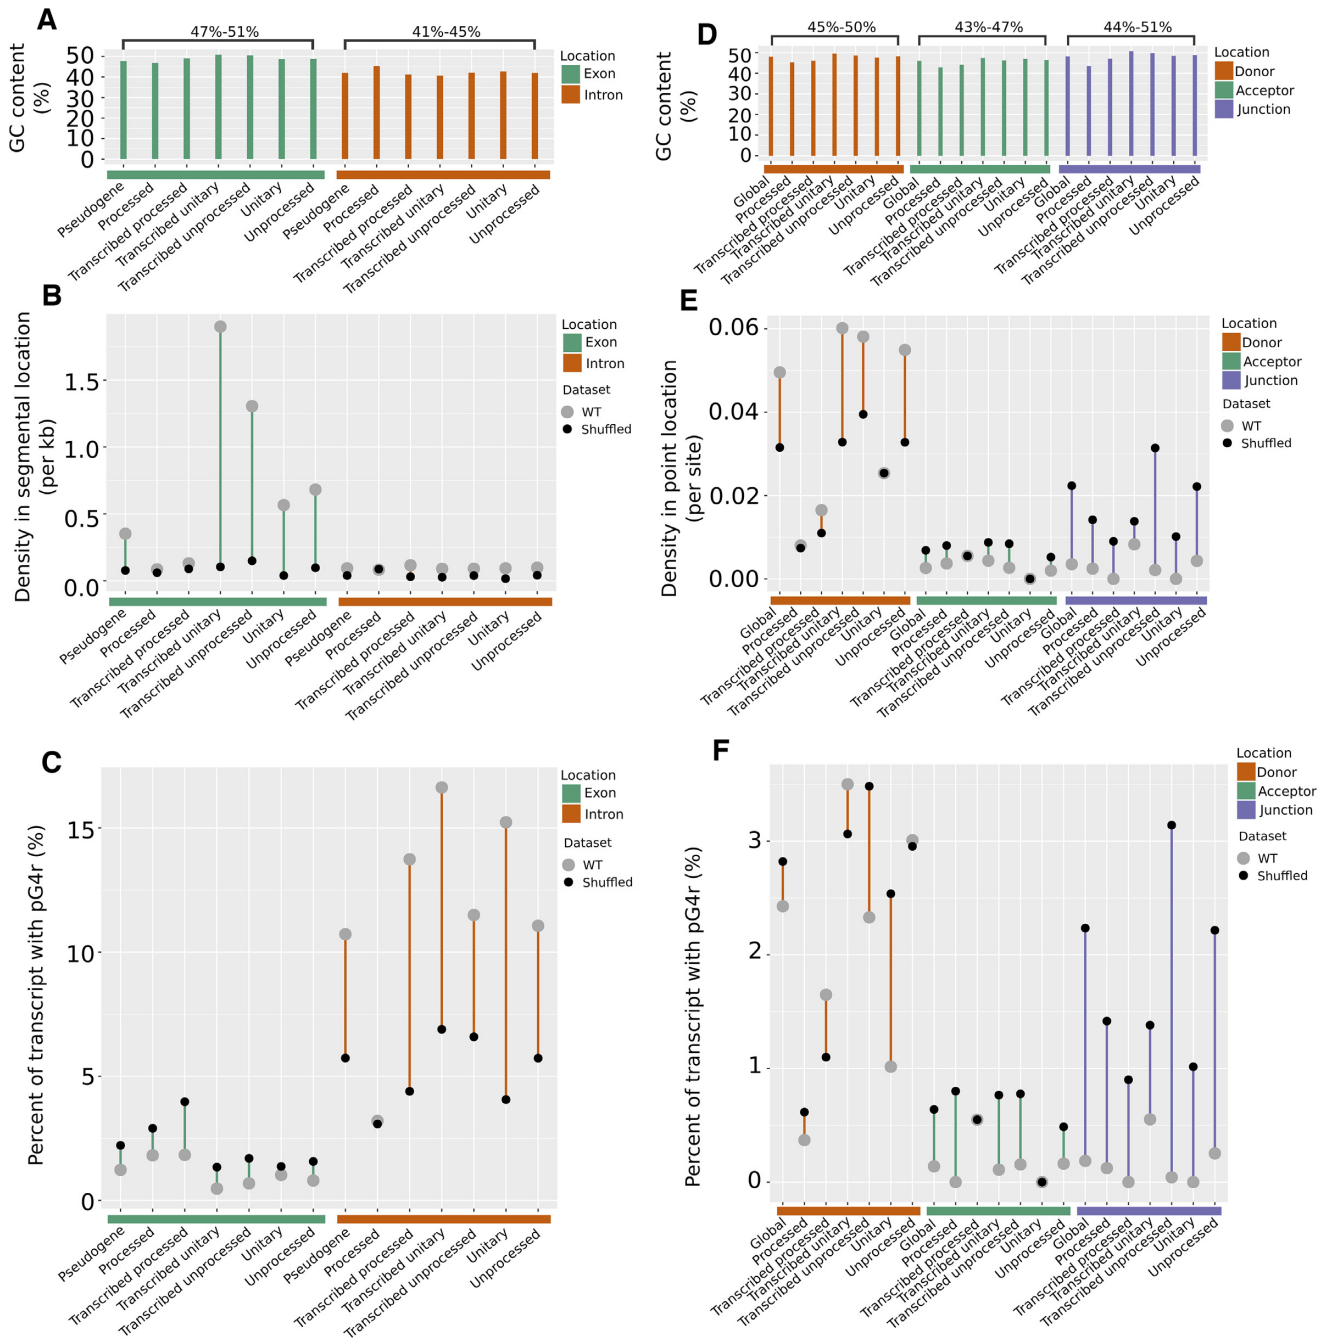 A
47%-51%
41%-45%
GC content
(%)
50
40
30
20
10
0
Location
Exon
Intron
Pseudogene
Processed
Transcribed processed
Transcribed unitary
Transcribed unprocessed
Unitary
Unprocessed
Pseudogene
Processed
Transcribed processed
Transcribed unitary
Transcribed unprocessed
Unitary
Unprocessed
D
45%-50%
43%-47%
44%-51%
GC content
(%)
50
40
30
20
10
0
Location
Donor
Acceptor
Junction
Global
Processed
Transcribed processed
Transcribed unitary
Transcribed unprocessed
Unitary
Unprocessed
Global
Processed
Transcribed processed
Transcribed unitary
Transcribed unprocessed
Unitary
Unprocessed
Global
Processed
Transcribed processed
Transcribed unitary
Transcribed unprocessed
Unitary
Unprocessed
B
Density in segmental location
(per kb)
1.5
1.0
0.5
0.0
Location
Exon
Intron
Dataset
WT
Shuffled
Pseudogene
Processed
Transcribed processed
Transcribed unitary
Transcribed unprocessed
Unitary
Unprocessed
Pseudogene
Processed
Transcribed processed
Transcribed unitary
Transcribed unprocessed
Unitary
Unprocessed
E
Density in point location
(per site)
0.06
0.04
0.02
0.00
Location
Donor
Acceptor
Junction
Dataset
WT
Shuffled
Global
Processed
Transcribed processed
Transcribed unitary
Transcribed unprocessed
Unitary
Unprocessed
Global
Processed
Transcribed processed
Transcribed unitary
Transcribed unprocessed
Unitary
Unprocessed
Global
Processed
Transcribed processed
Transcribed unitary
Transcribed unprocessed
Unitary
Unprocessed
C
Percent of transcript with pG4r (%)
15
10
5
0
Location
Exon
Intron
Dataset
WT
Shuffled
Pseudogene
Processed
Transcribed processed
Transcribed unitary
Transcribed unprocessed
Unitary
Unprocessed
Pseudogene
Processed
Transcribed processed
Transcribed unitary
Transcribed unprocessed
Unitary
Unprocessed
F
Percent of transcript with pG4r (%)
3
2
1
0
Location
Donor
Acceptor
Junction
Dataset
WT
Shuffled
Global
Processed
Transcribed processed
Transcribed unitary
Transcribed unprocessed
Unitary
Unprocessed
Global
Processed
Transcribed processed
Transcribed unitary
Transcribed unprocessed
Unitary
Unprocessed
Global
Processed
Transcribed processed
Transcribed unitary
Transcribed unprocessed
Unitary
Unprocessed